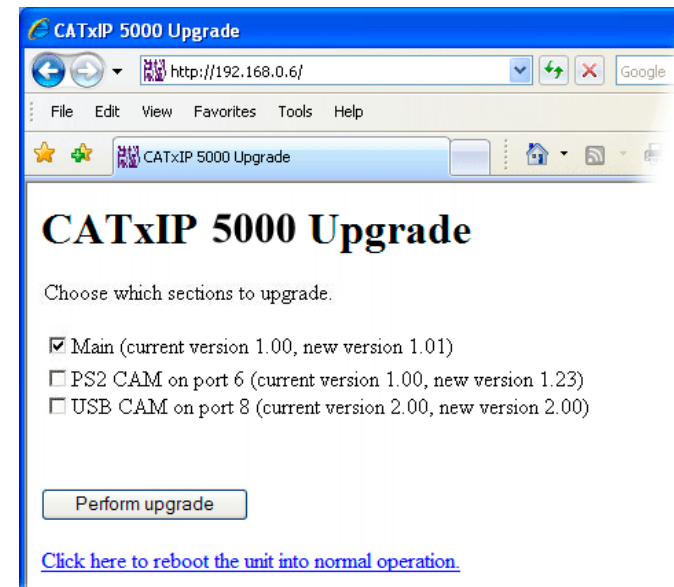 CATxIP 5000 Upgrade
http://192.168.0.6/
Google
File Edit View Favorites Tools Help
CATxIP 5000 Upgrade
CATxIP 5000 Upgrade
Choose which sections to upgrade.
Main (current version 1.00, new version 1.01)
PS2 CAM on port 6 (current version 1.00, new version 1.23)
USB CAM on port 8 (current version 2.00, new version 2.00)
Perform upgrade
Click here to reboot the unit into normal operation.